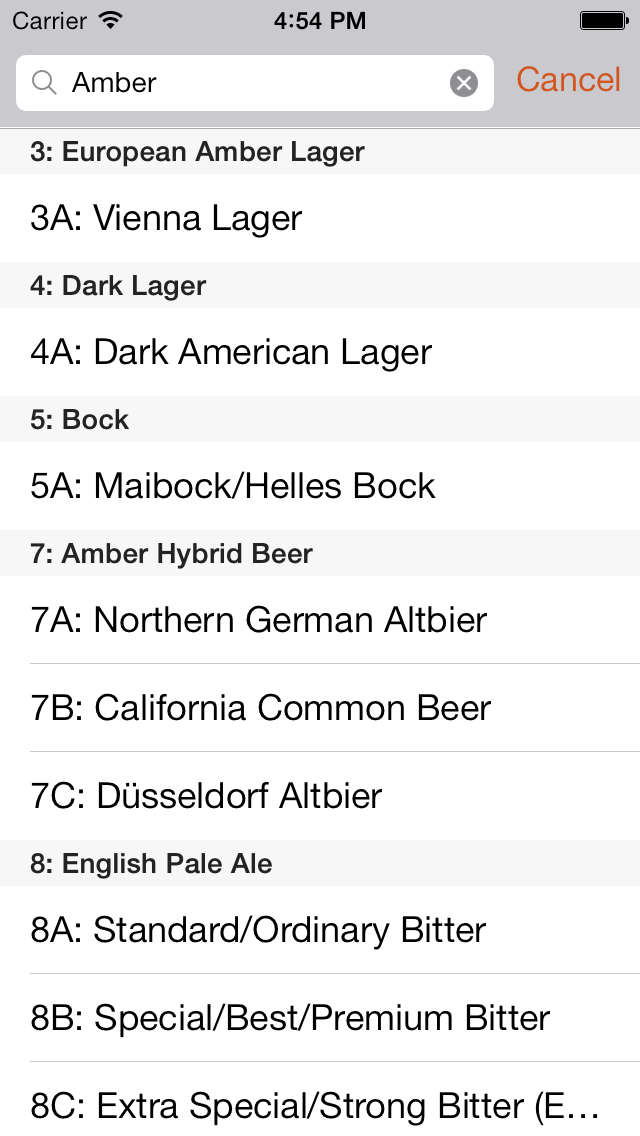 Carrier 4:54 PM
Amber Cancel
3: European Amber Lager
3A: Vienna Lager
4: Dark Lager
4A: Dark American Lager
5: Bock
5A: Maibock/Helles Bock
7: Amber Hybrid Beer
7A: Northern German Altbier
7B: California Common Beer
7C: Düsseldorf Altbier
8: English Pale Ale
8A: Standard/Ordinary Bitter
8B: Special/Best/Premium Bitter
8C: Extra Special/Strong Bitter (E...